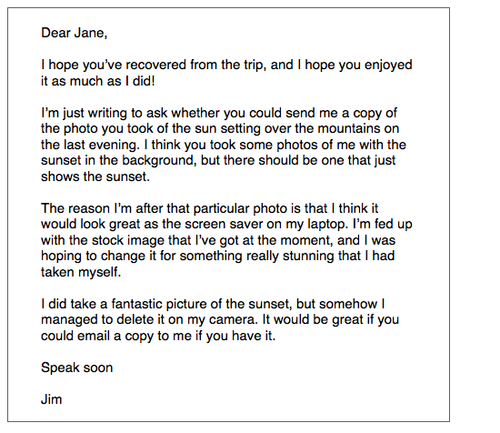 Dear Jane,
I hope you've recovered from the trip, and I hope you enjoyed
it as much as I did!
I'm just writing to ask whether you could send me a copy of
the photo you took of the sun setting over the mountains on
the last evening. I think you took some photos of me with the
sunset in the background, but there should be one that just
shows the sunset.
The reason I'm after that particular photo is that I think it
would look great as the screen saver on my laptop. I'm fed up
with the stock image that I've got at the moment, and I was
hoping to change it for something really stunning that I had
taken myself.
I did take a fantastic picture of the sunset, but somehow I
managed to delete it on my camera. It would be great if you
could email a copy to me if you have it.
Speak soon
Jim